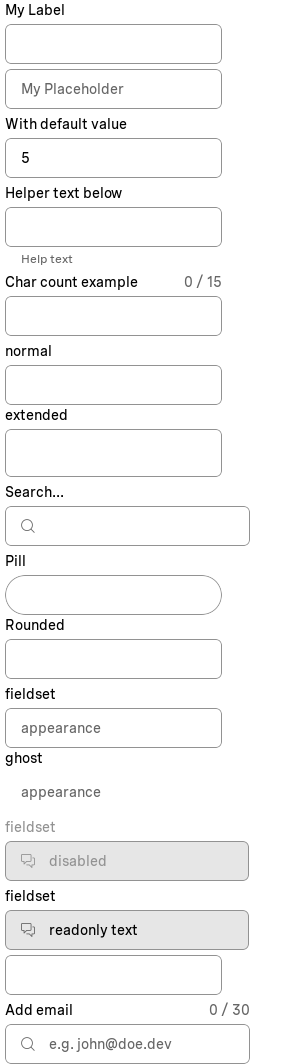 My Label
My Placeholder
With default value
5
Helper text below
Help text
Char count example 0 / 15
normal
extended
Search...
Pill
Rounded
fieldset
appearance
ghost
appearance
fieldset
disabled
fieldset
readonly text
Add email 0 / 30
e.g. john@doe.dev